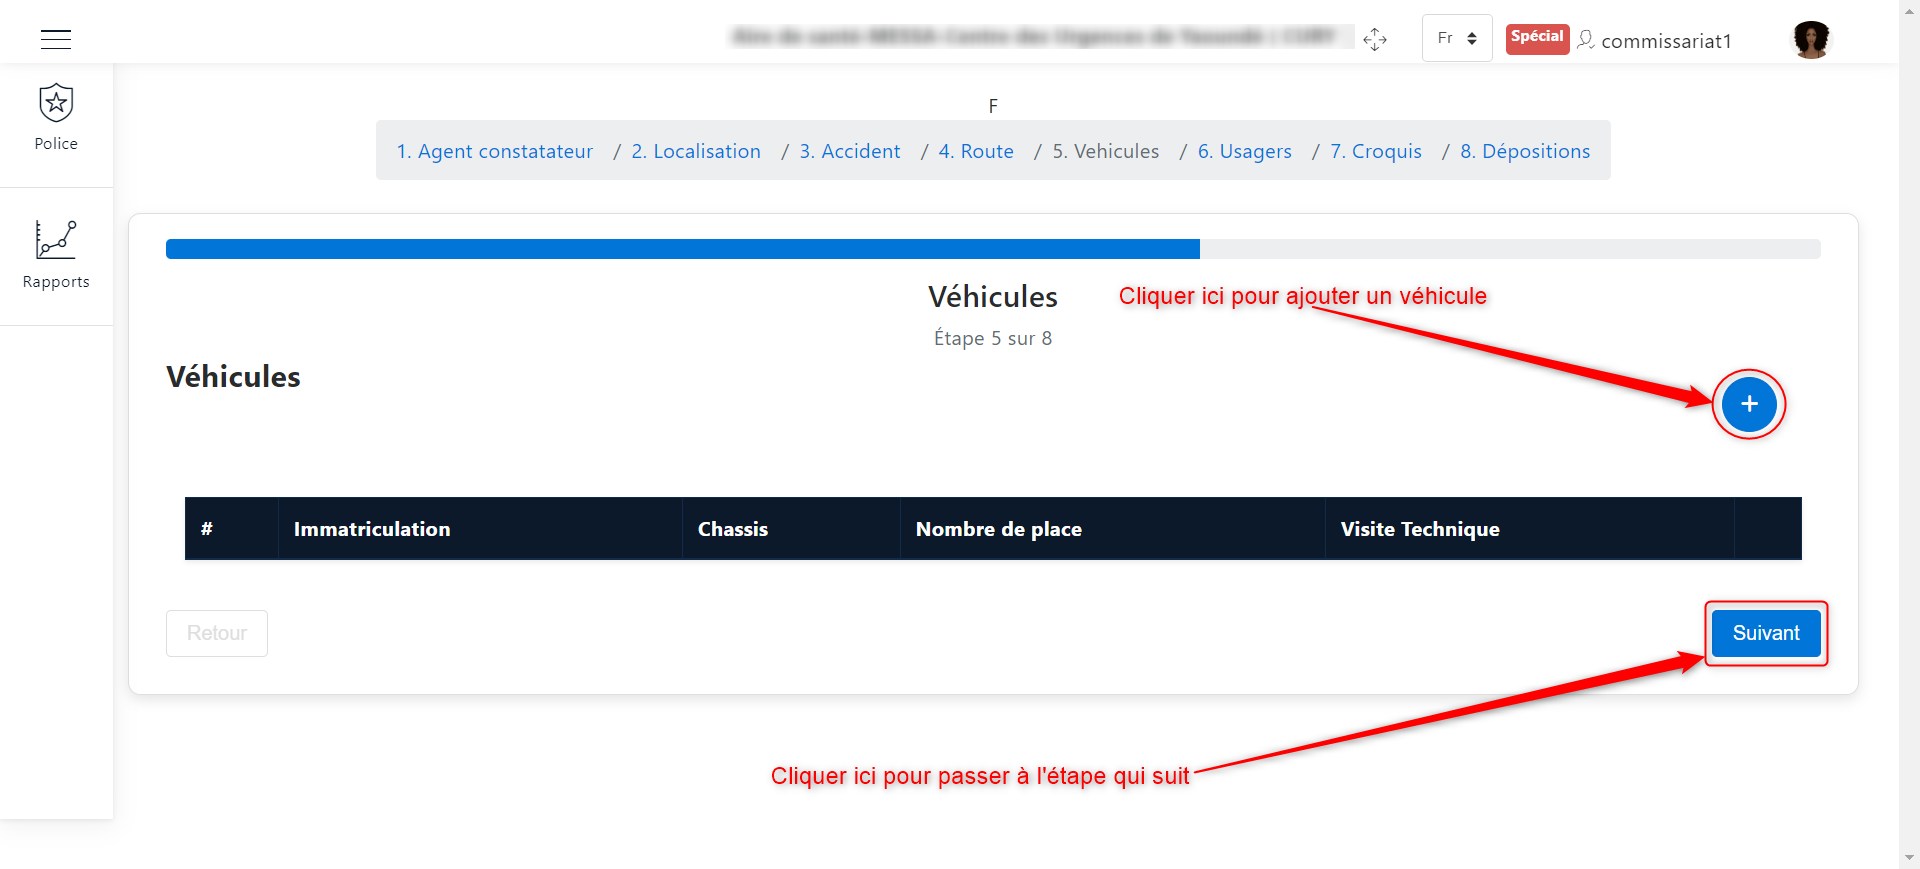 Fr
Spécial
commissariat1
Police
Rapports
F
1. Agent constatateur / 2. Localisation / 3. Accident / 4. Route / 5. Vehicules / 6. Usagers / 7. Croquis / 8. Dépositions
Véhicules
Cliquer ici pour ajouter un véhicule
Étape 5 sur 8
Véhicules
+
# Immatriculation Chassis Nombre de place Visite Technique
Retour
Suivant
Cliquer ici pour passer à l'étape qui suit